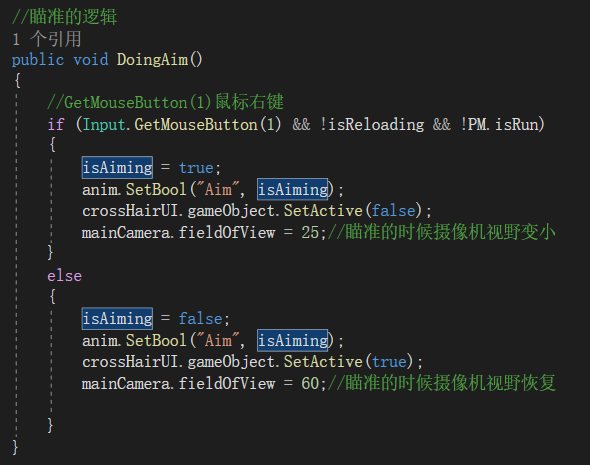 //瞄准的逻辑
1 个引用
public void DoingAim()
{
//GetMouseButton(1)鼠标右键
if (Input.GetMouseButton(1) && !isReloading && !PM.isRun)
{
isAiming = true;
anim.SetBool("Aim", isAiming);
crossHairUI.gameObject.SetActive(false);
mainCamera.fieldOfView = 25;//瞄准的时候摄像机视野变小
}
else
{
isAiming = false;
anim.SetBool("Aim", isAiming);
crossHairUI.gameObject.SetActive(true);
mainCamera.fieldOfView = 60;//瞄准的时候摄像机视野恢复
}
}